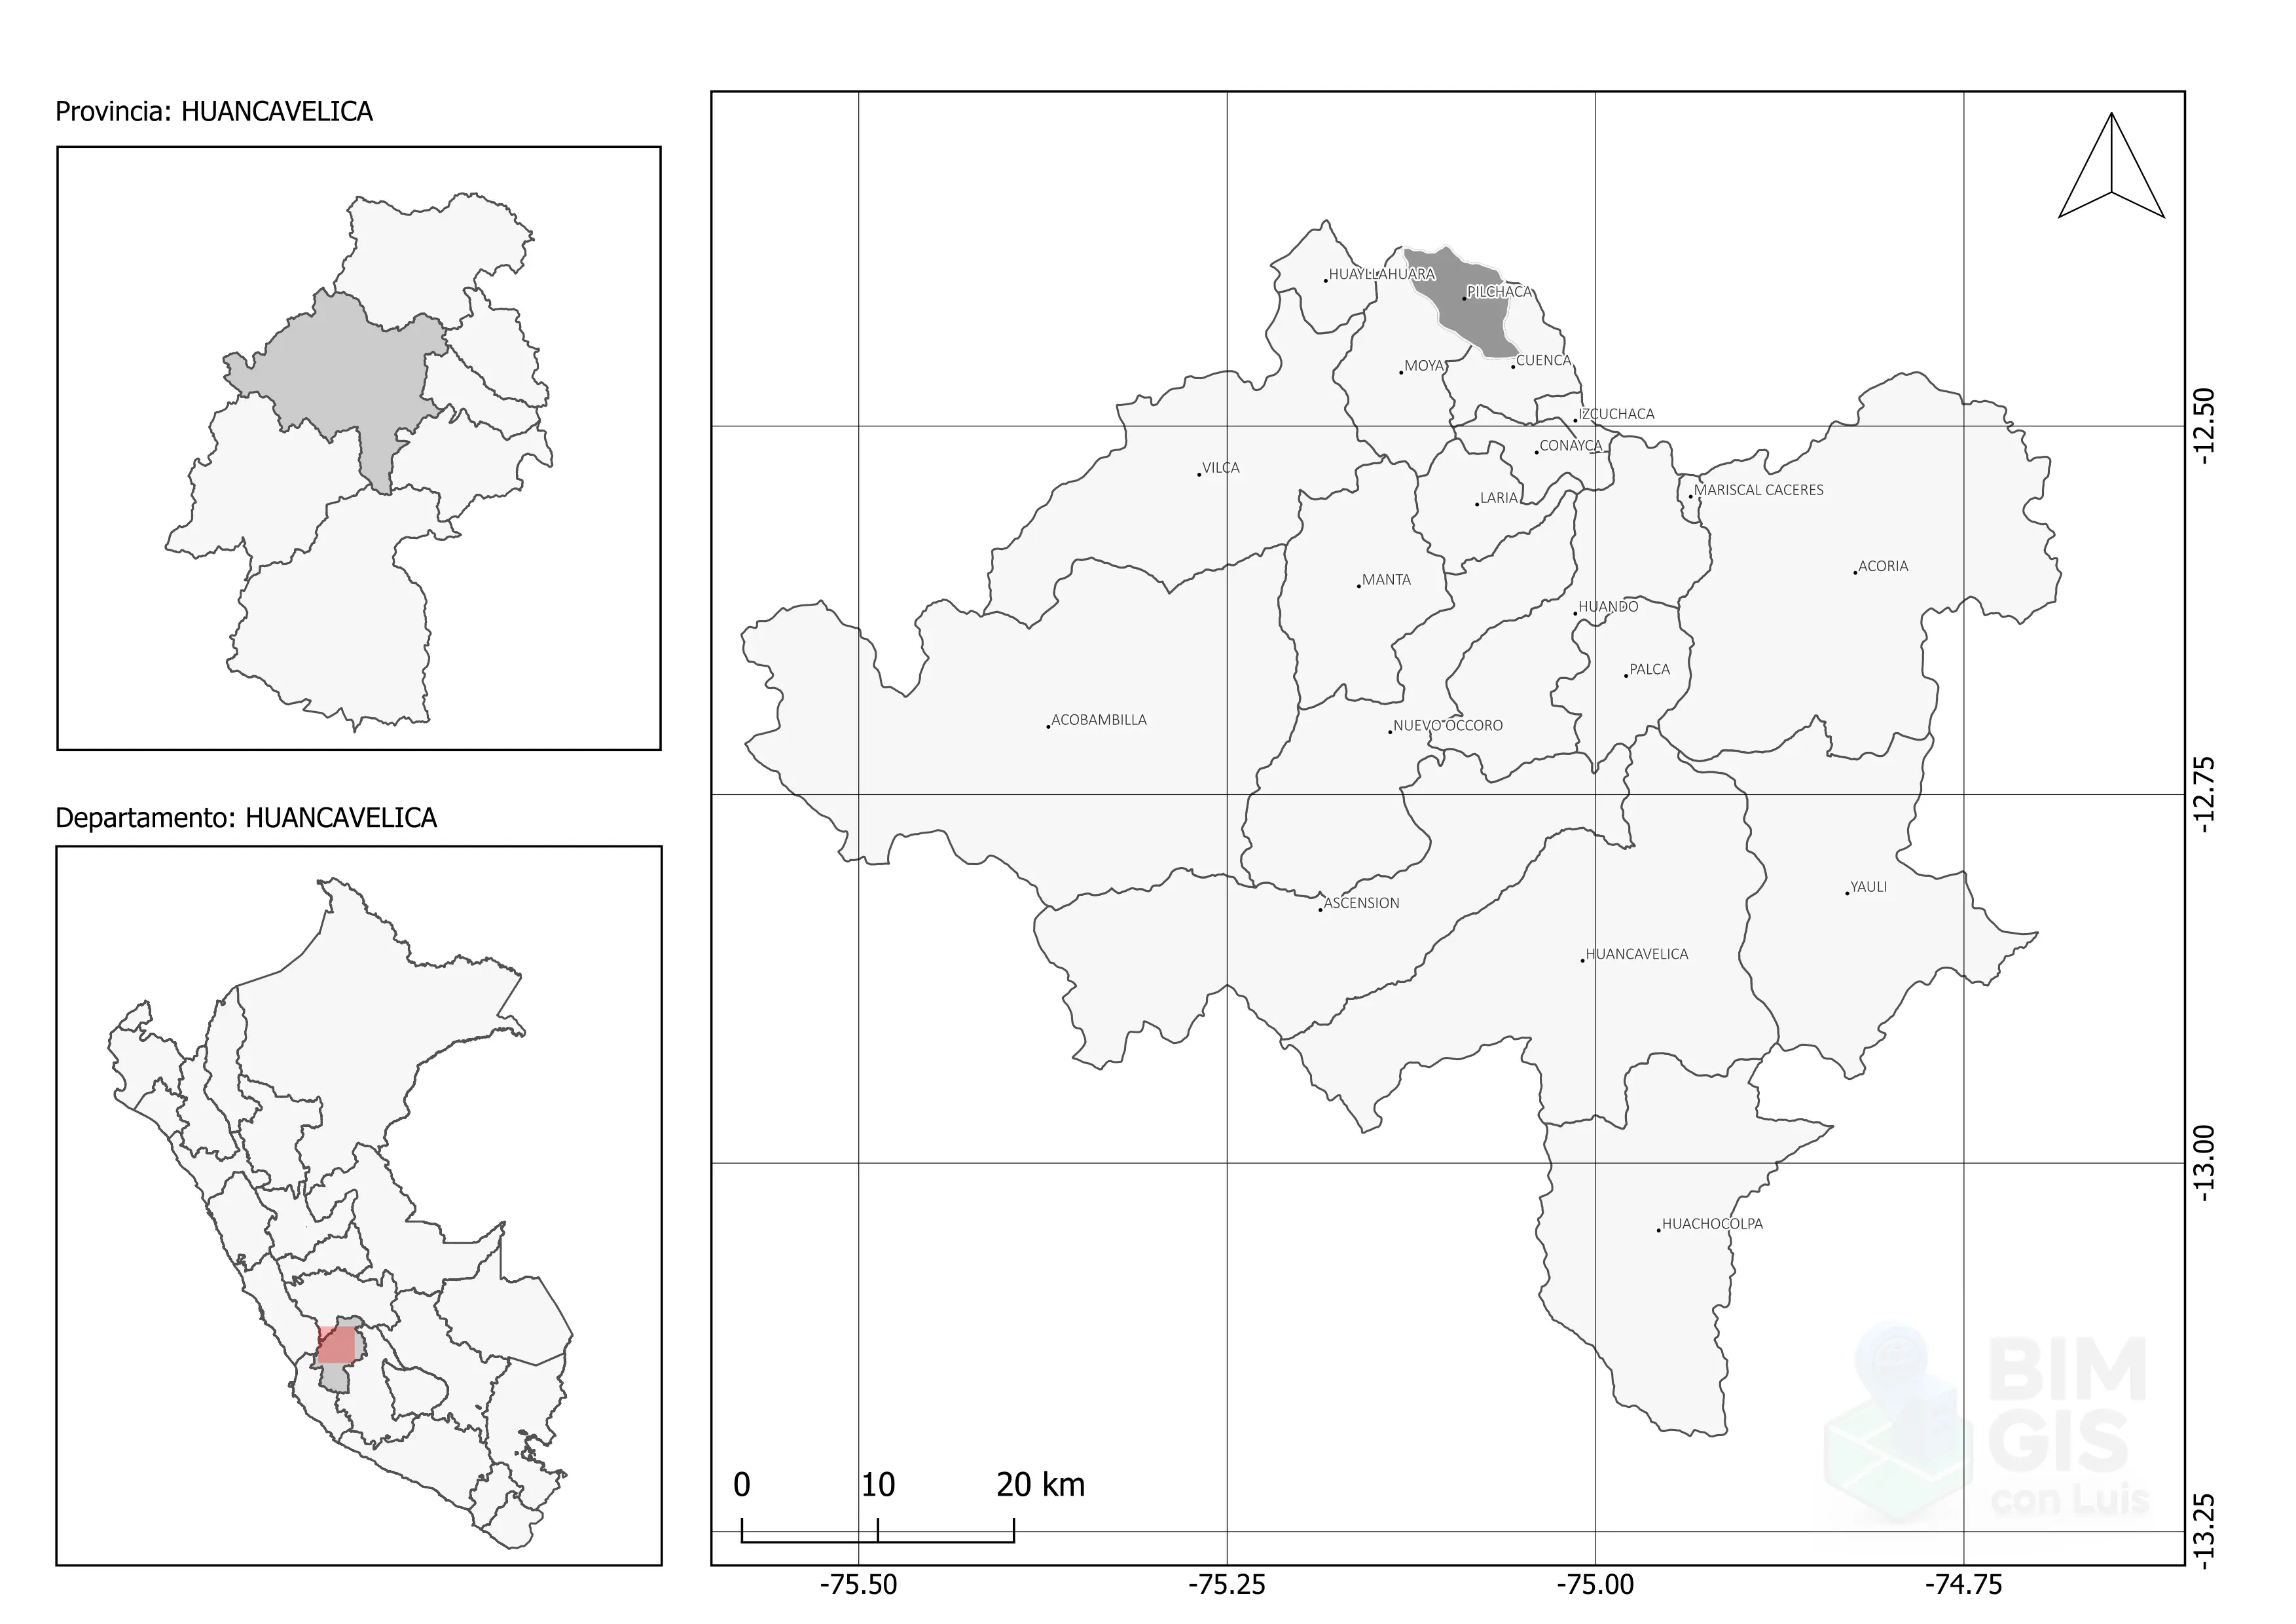 Provincia: HUANCAVELICA
Departamento: HUANCAVELICA
HUAYLLAHUARA
PILCHACA
MOYA
CUENCA
IZCUCHACA
CONAYCA
VILCA
LARIA
MARISCAL CACERES
MANTA
ACORIA
HUANDO
PALCA
ACOBAMBILLA
NUEVO OCCORO
YAULI
ASCENSION
HUANCAVELICA
HUACHOCOLPA
0 10 20 km
BIM
GIS
con Luis
-12.50
-12.75
-13.00
-13.25
-75.50 -75.25 -75.00 -74.75